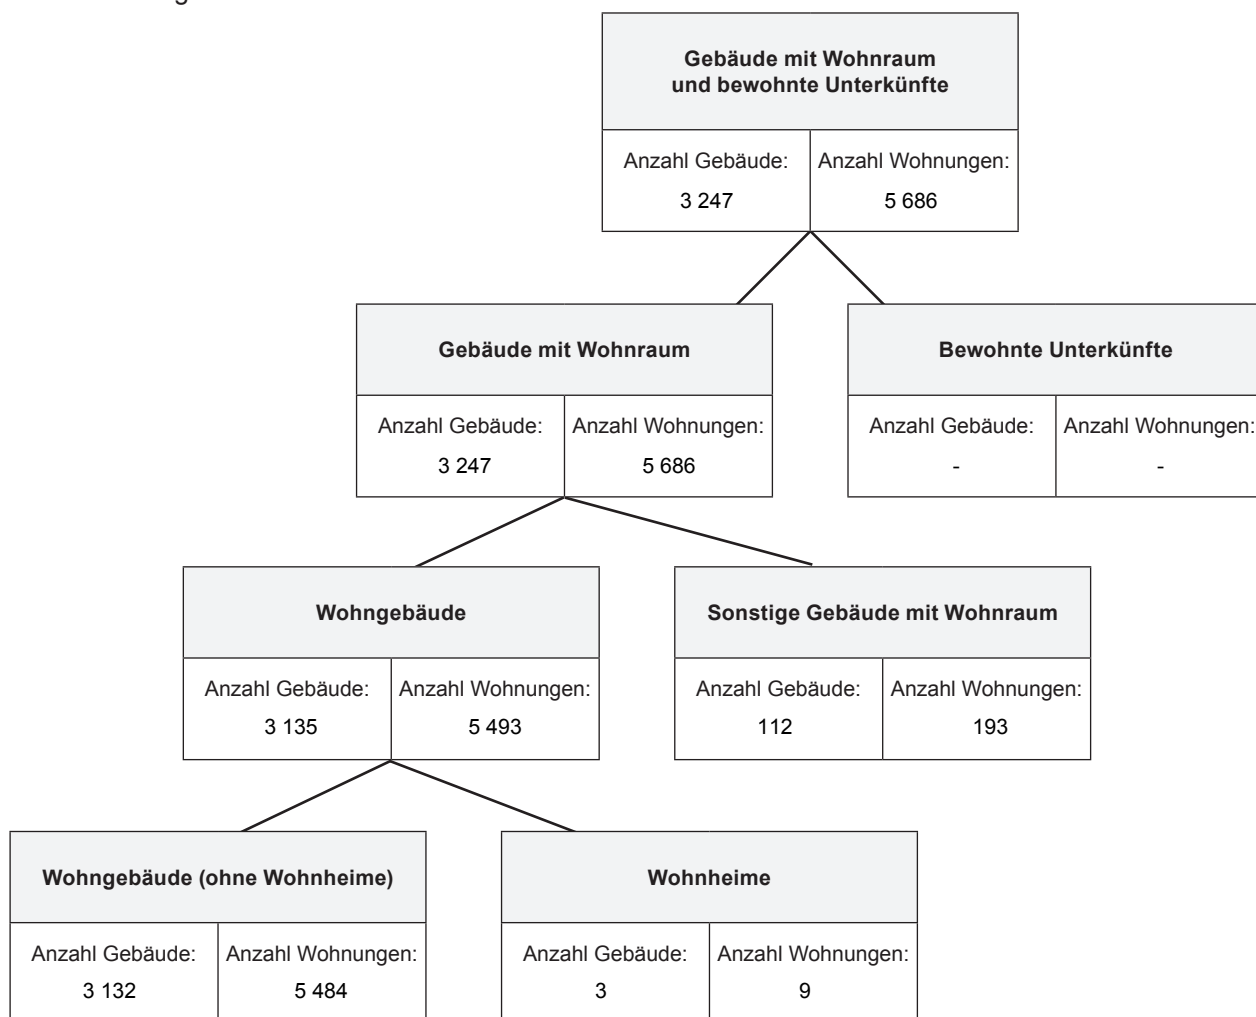 Gebäude mit Wohnraum
und bewohnte Unterkünfte
Anzahl Gebäude: Anzahl Wohnungen:
3 247 5 686
Gebäude mit Wohnraum
Anzahl Gebäude: Anzahl Wohnungen:
3 247 5 686
Bewohnte Unterkünfte
Anzahl Gebäude: Anzahl Wohnungen:
- -
Wohngebäude
Anzahl Gebäude: Anzahl Wohnungen:
3 135 5 493
Sonstige Gebäude mit Wohnraum
Anzahl Gebäude: Anzahl Wohnungen:
112 193
Wohngebäude (ohne Wohnheime)
Anzahl Gebäude: Anzahl Wohnungen:
3 132 5 484
Wohnheime
Anzahl Gebäude: Anzahl Wohnungen:
3 9